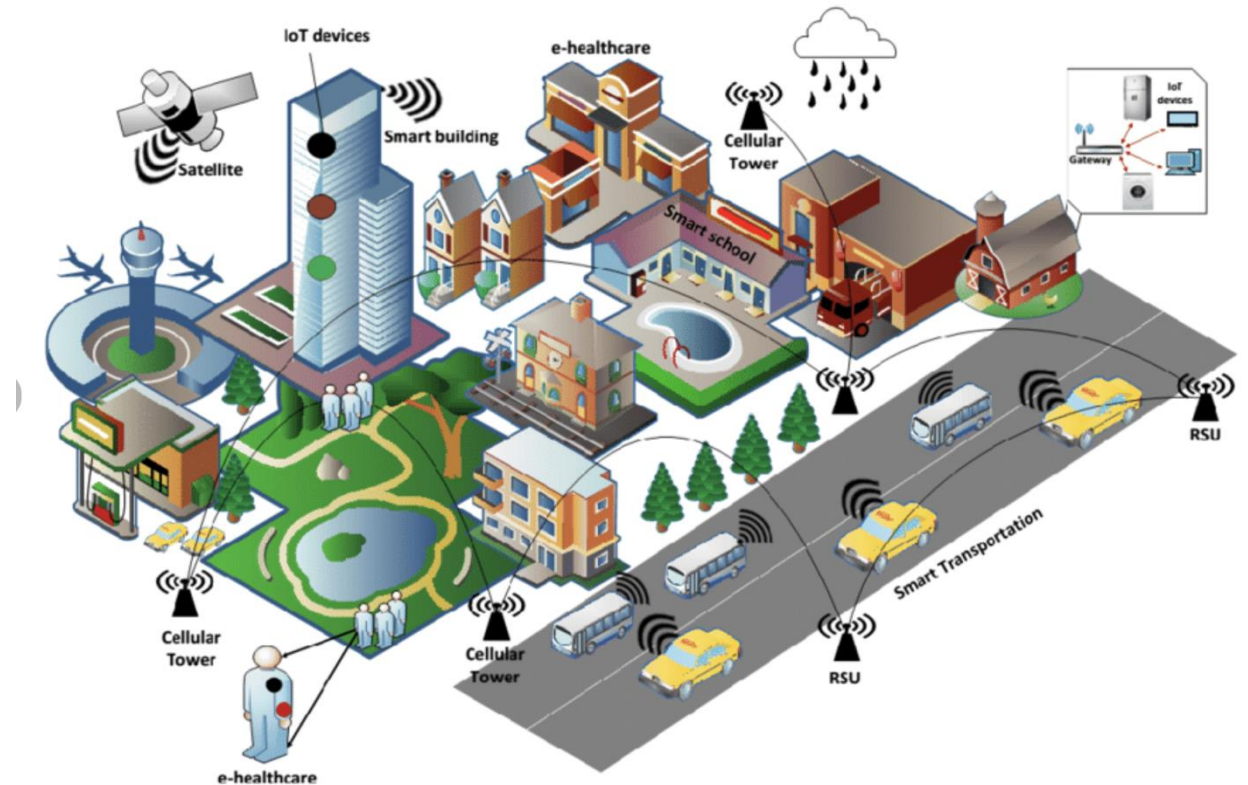 IoT devices
e-healthcare
Smart building
Satellite
Cellular
Tower
IoT
devices
Gateway
Smart school
Cellular
Tower
Cellular
Tower
RSU
RSU
Smart Transportation
e-healthcare